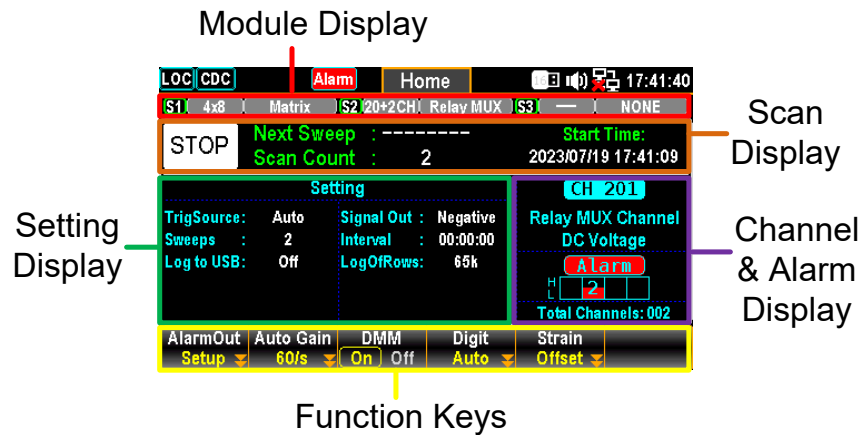 Module Display
LOC CDC Alarm Home 17:41:40
S1 4x8 Matrix S2 20+2CH Relay MUX S3 — NONE
STOP
Next Sweep : --------
Scan Count : 2
Start Time:
2023/07/19 17:41:09
Scan
Display
Setting
TrigSource: Auto Signal Out : Negative
Sweeps : 2 Interval : 00:00:00
Log to USB: Off LogOfRows: 65k
Setting
Display
CH 201
Relay MUX Channel
DC Voltage
Alarm
H
L
2
Total Channels: 002
Channel
& Alarm
Display
AlarmOut Auto Gain DMM Digit Strain
Setup 60/s On Off Auto Offset
Function Keys